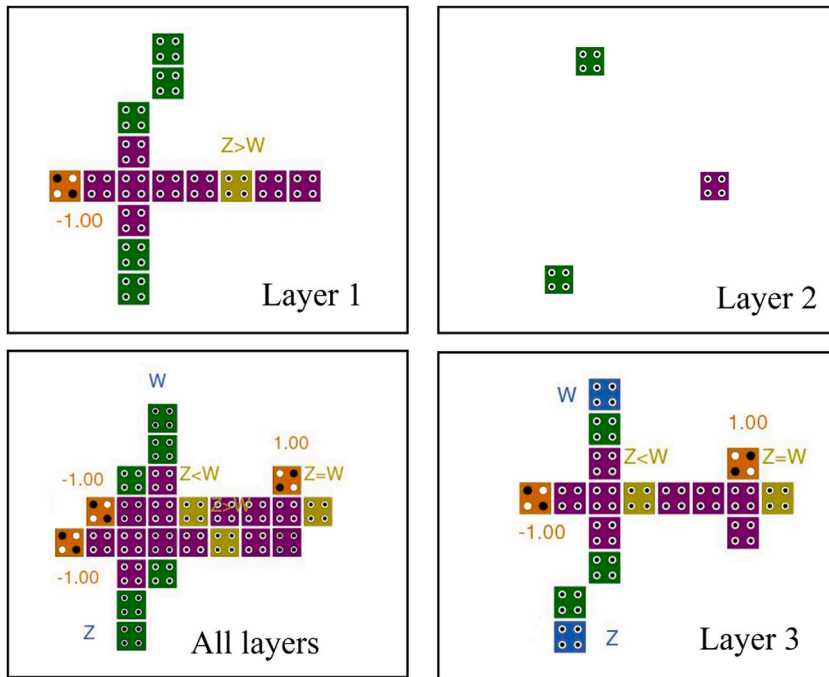 Z>W
-1.00
Layer 1
Layer 2
W
1.00
-1.00
Z<W
Z=W
Z>W
-1.00
Z
All layers
W
1.00
Z<W
Z=W
-1.00
Z
Layer 3